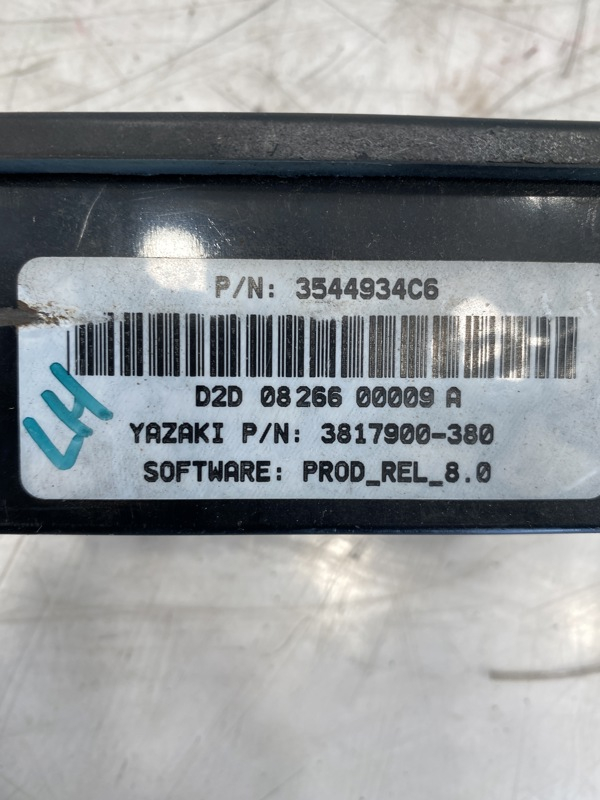 P/N: 3544934C6
D2D 08 266 00009 A
LH
YAZAKI P/N: 3817900-380
SOFTWARE: PROD_REL_8.0